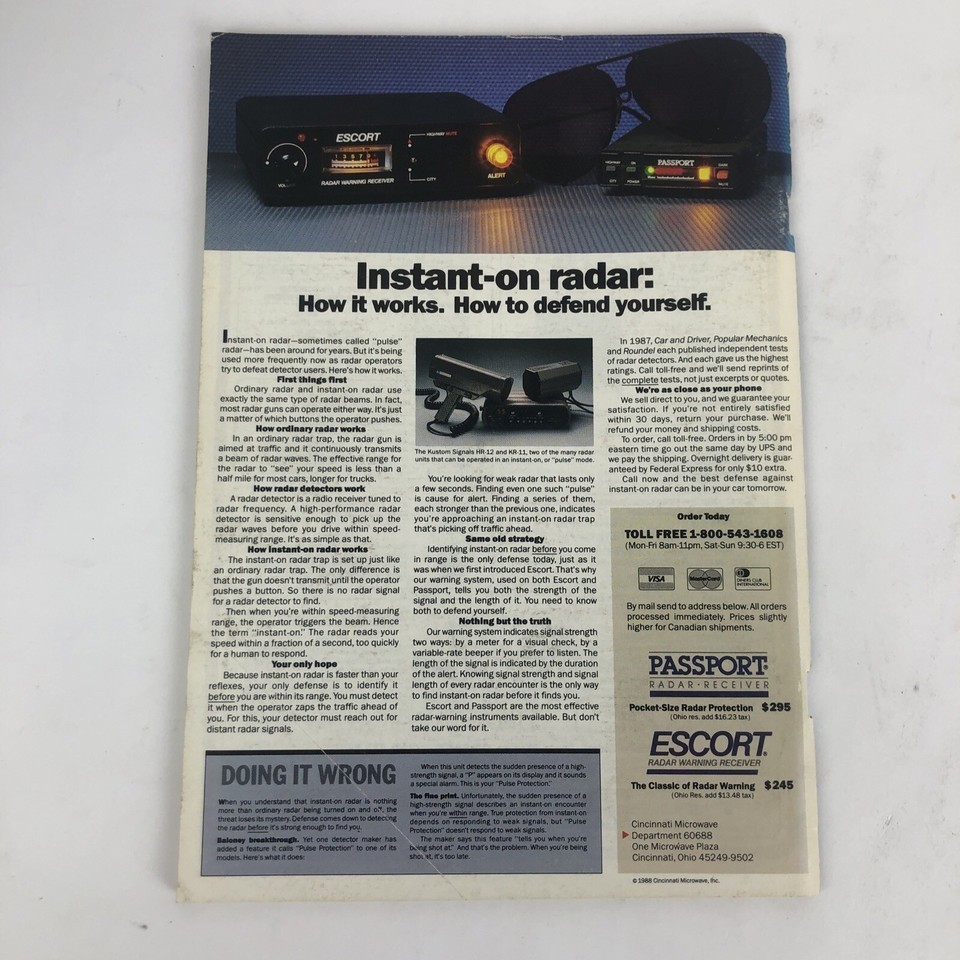 ESCORT
HIGHWAY MUTE
CITY
VOL
RADAR WARNING RECEIVER
ALERT
PASSPORT
HIGHWAY
ON
DARK
CITY
POWER
MUTE
Instant-on radar:
How it works. How to defend yourself.
Instant-on radar—sometimes called "pulse"
radar—has been around for years. But it's being
used more frequently now as radar operators
try to defeat detector users. Here's how it works.
First things first
Ordinary radar and instant-on radar use
exactly the same type of radar beams. In fact,
most radar guns can operate either way. It's just
a matter of which buttons the operator pushes.
How ordinary radar works
In an ordinary radar trap, the radar gun is
aimed at traffic and it continuously transmits
a beam of radar waves. The effective range for
the radar to "see" your speed is less than a
half mile for most cars, longer for trucks.
How radar detectors work
A radar detector is a radio receiver tuned to
radar frequency. A high-performance radar
detector is sensitive enough to pick up the
radar waves before you drive within speed-
measuring range. It's as simple as that.
How instant-on radar works
The instant-on radar trap is set up just like
an ordinary radar trap. The only difference is
that the gun doesn't transmit until the operator
pushes a button. So there is no radar signal
for a radar detector to find.
Then when you're within speed-measuring
range, the operator triggers the beam. Hence
the term "instant-on." The radar reads your
speed within a fraction of a second, too quickly
for a human to respond.
Your only hope
Because instant-on radar is faster than your
reflexes, your only defense is to identify it
before you are within its range. You must detect
it when the operator zaps the traffic ahead of
you. For this, your detector must reach out for
distant radar signals.
The Kustom Signals HR-12 and KR-11, two of the many radar
units that can be operated in an instant-on, or "pulse" mode.
You're looking for weak radar that lasts only
a few seconds. Finding even one such "pulse"
is cause for alert. Finding a series of them,
each stronger than the previous one, indicates
you're approaching an instant-on radar trap
that's picking off traffic ahead.
Same old strategy
Identifying instant-on radar before you come
in range is the only defense today, just as it
was when we first introduced Escort. That's why
our warning system, used on both Escort and
Passport, tells you both the strength of the
signal and the length of it. You need to know
both to defend yourself.
Nothing but the truth
Our warning system indicates signal strength
two ways: by a meter for a visual check, by a
variable-rate beeper if you prefer to listen. The
length of the signal is indicated by the duration
of the alert. Knowing signal strength and signal
length of every radar encounter is the only way
to find instant-on radar before it finds you.
Escort and Passport are the most effective
radar-warning instruments available. But don't
take our word for it.
In 1987, Car and Driver, Popular Mechanics
and Roundel each published independent tests
of radar detectors. And each gave us the highest
ratings. Call toll-free and we'll send reprints of
the complete tests, not just excerpts or quotes.
We're as close as your phone
We sell direct to you, and we guarantee your
satisfaction. If you're not entirely satisfied
within 30 days, return your purchase. We'll
refund your money and shipping costs.
To order, call toll-free. Orders in by 5:00 pm
eastern time go out the same day by UPS and
we pay the shipping. Overnight delivery is guar-
anteed by Federal Express for only $10 extra.
Call now and the best defense against
instant-on radar can be in your car tomorrow.
Order Today
TOLL FREE 1-800-543-1608
(Mon-Fri 8am-11pm, Sat-Sun 9:30-6 EST)
VISA
MasterCard
DINERS CLUB
INTERNATIONAL
By mail send to address below. All orders
processed immediately. Prices slightly
higher for Canadian shipments.
PASSPORT
RADAR·RECEIVER
Pocket-Size Radar Protection $295
(Ohio res. add $16.23 tax)
ESCORT
RADAR WARNING RECEIVER
The Classic of Radar Warning $245
(Ohio Res. add $13.48 tax)
Cincinnati Microwave
Department 60688
One Microwave Plaza
Cincinnati, Ohio 45249-9502
© 1988 Cincinnati Microwave, Inc.
DOING IT WRONG
When you understand that instant-on radar is nothing
more than ordinary radar being turned on and off, the
threat loses its mystery. Defense comes down to detecting
the radar before it's strong enough to find you.
Baloney breakthrough. Yet one detector maker has
added a feature it calls "Pulse Protection" to one of its
models. Here's what it does:
When this unit detects the sudden presence of a high-
strength signal, a "P" appears on its display and it sounds
a special alarm. This is your "Pulse Protection."
The fine print. Unfortunately, the sudden presence of a
high-strength signal describes an instant-on encounter
when you're within range. True protection from instant-on
depends on responding to weak signals, but "Pulse
Protection" doesn't respond to weak signals.
The maker says this feature "tells you when you're
being shot at." And that's the problem. When you're being
shot at, it's too late.